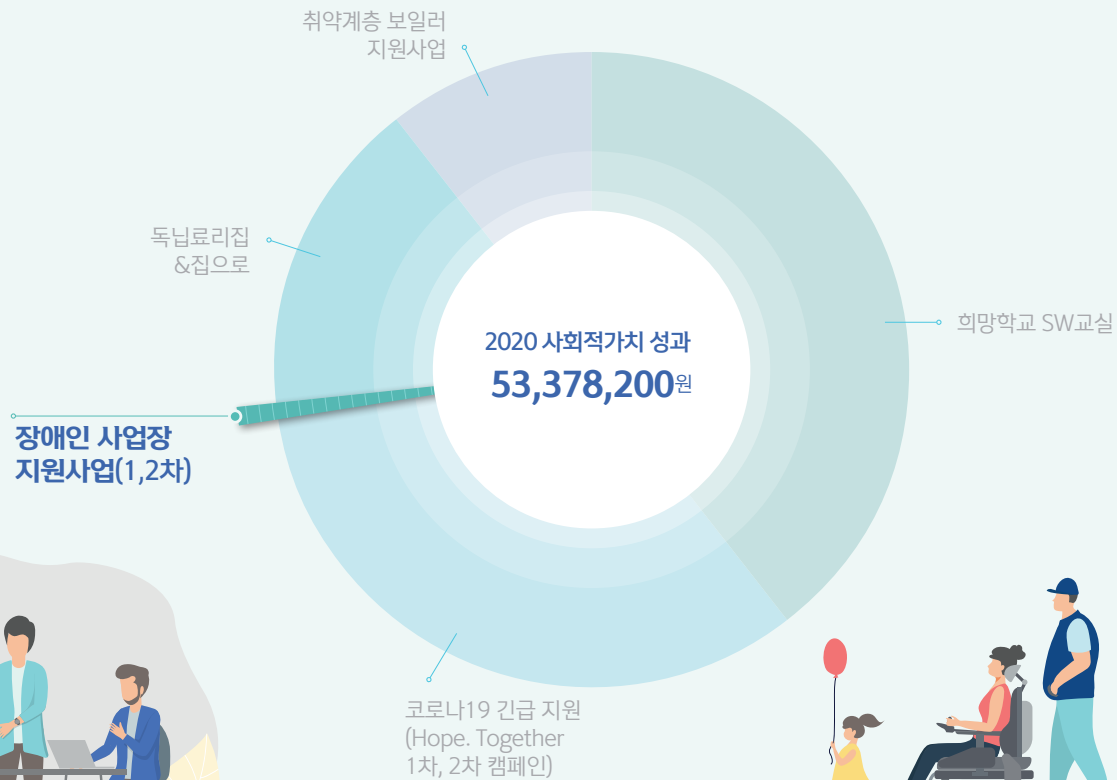 취약계층 보일러
지원사업
독닙료리집
&집으로
희망학교 SW교실
2020 사회적가치 성과
53,378,200원
장애인 사업장
지원사업(1,2차)
코로나19 긴급 지원
(Hope. Together
1차, 2차 캠페인)